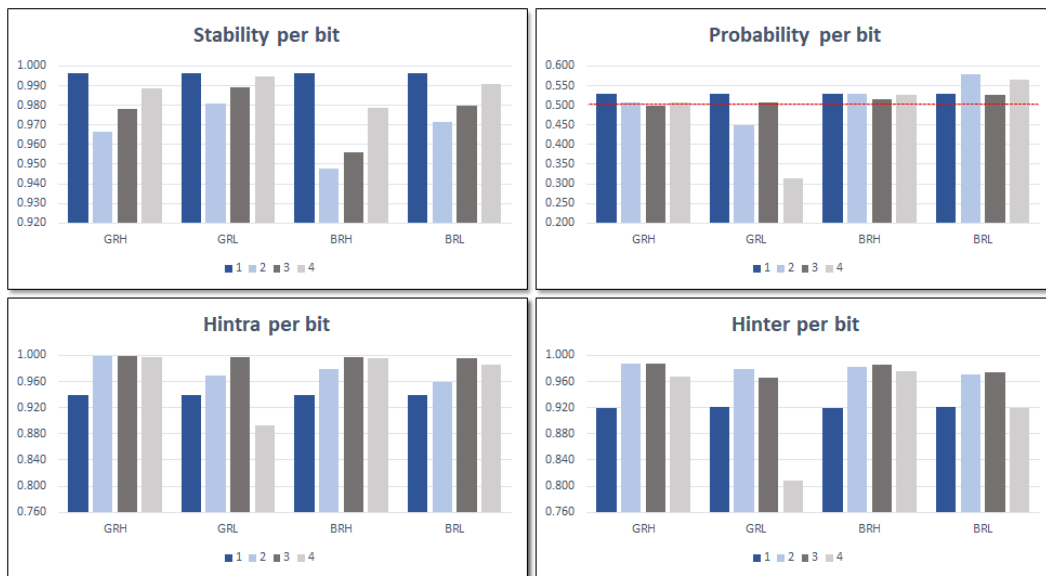 Stability per bit
1.000
0.990
0.980
0.970
0.960
0.950
0.940
0.930
0.920
GRH GRL BRH BRL
1 2 3 4
Probability per bit
0.600
0.550
0.500
0.450
0.400
0.350
0.300
0.250
0.200
GRH GRL BRH BRL
1 2 3 4
Hintra per bit
1.000
0.960
0.920
0.880
0.840
0.800
0.760
GRH GRL BRH BRL
1 2 3 4
Hinter per bit
1.000
0.960
0.920
0.880
0.840
0.800
0.760
GRH GRL BRH BRL
1 2 3 4